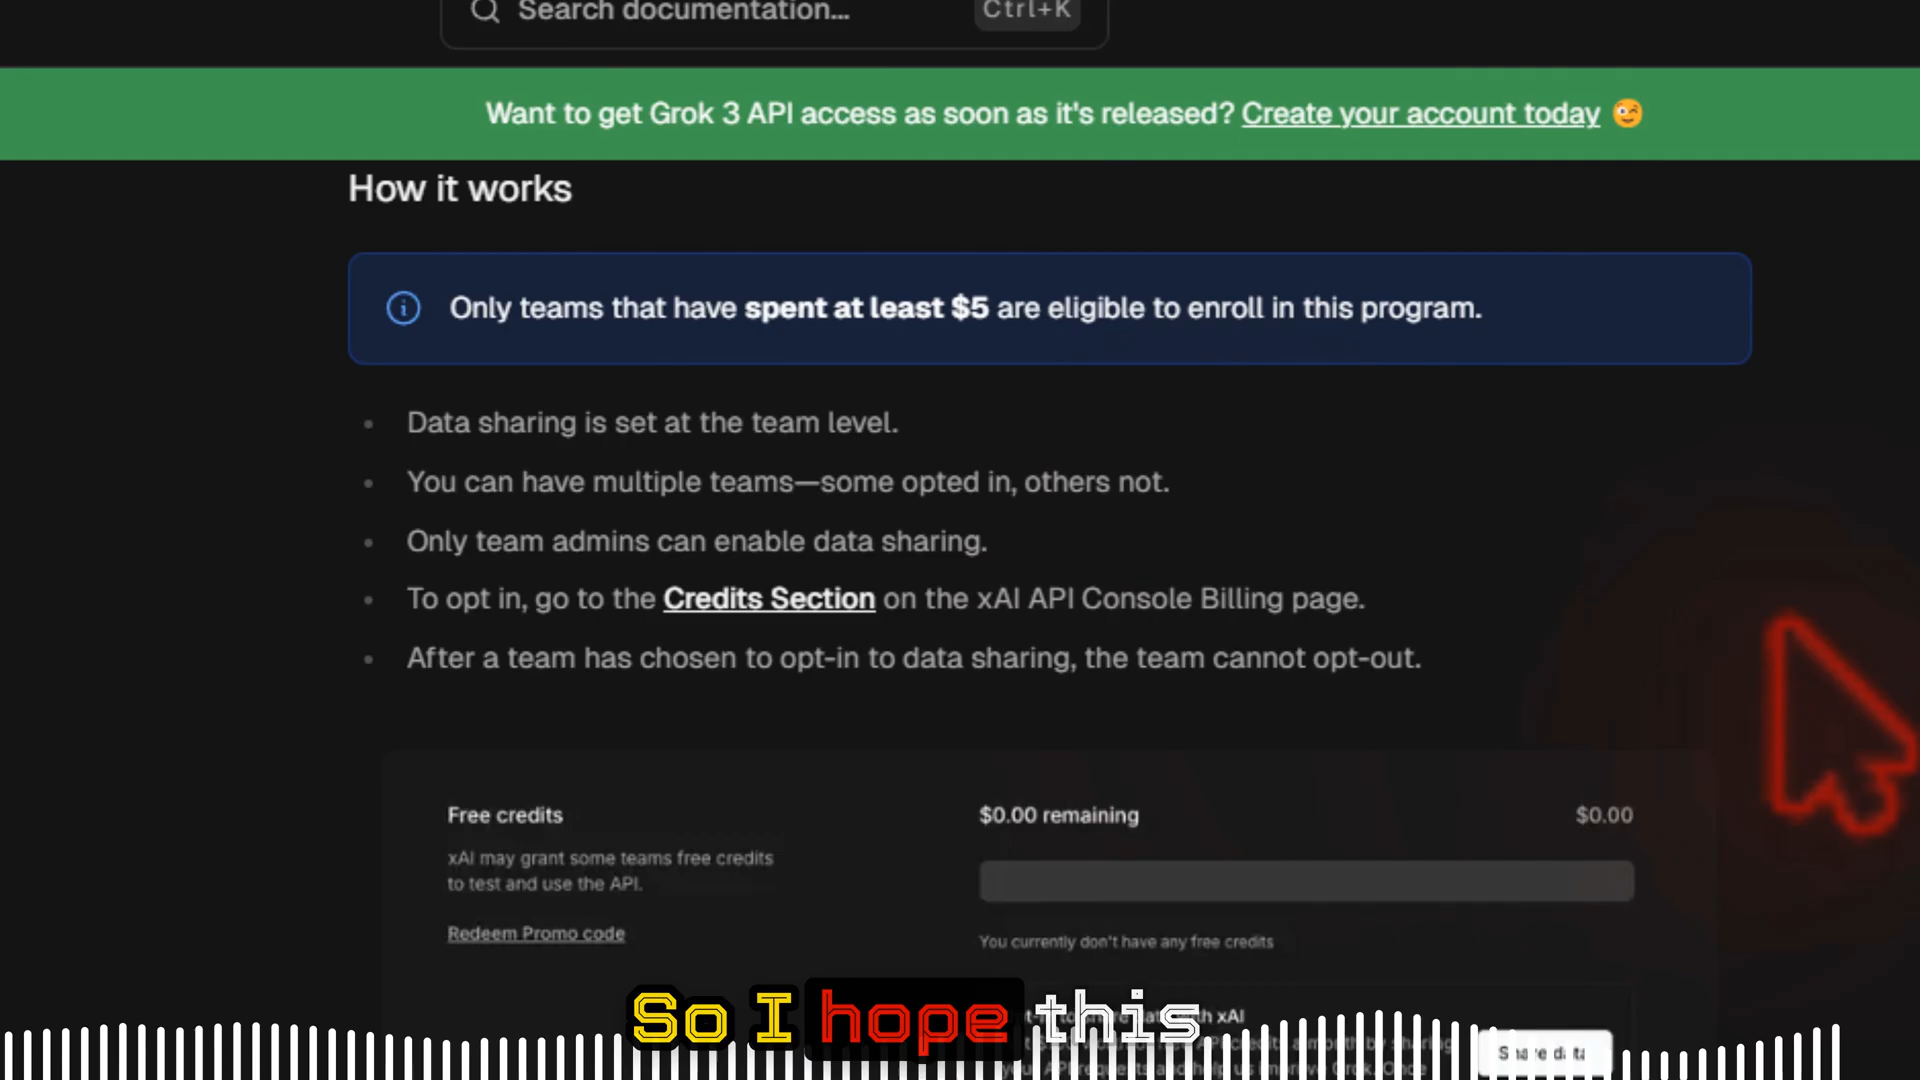 Search documentation...
Ctrl+K
Want to get Grok 3 API access as soon as it's released? Create your account today 😉
How it works
Only teams that have spent at least $5 are eligible to enroll in this program.
Data sharing is set at the team level.
You can have multiple teams—some opted in, others not.
Only team admins can enable data sharing.
To opt in, go to the Credits Section on the xAI API Console Billing page.
After a team has chosen to opt-in to data sharing, the team cannot opt-out.
Free credits
xAI may grant some teams free credits
to test and use the API.
Redeem Promo code
$0.00 remaining
$0.00
You currently don't have any free credits
xAI
Share data
So I hope this